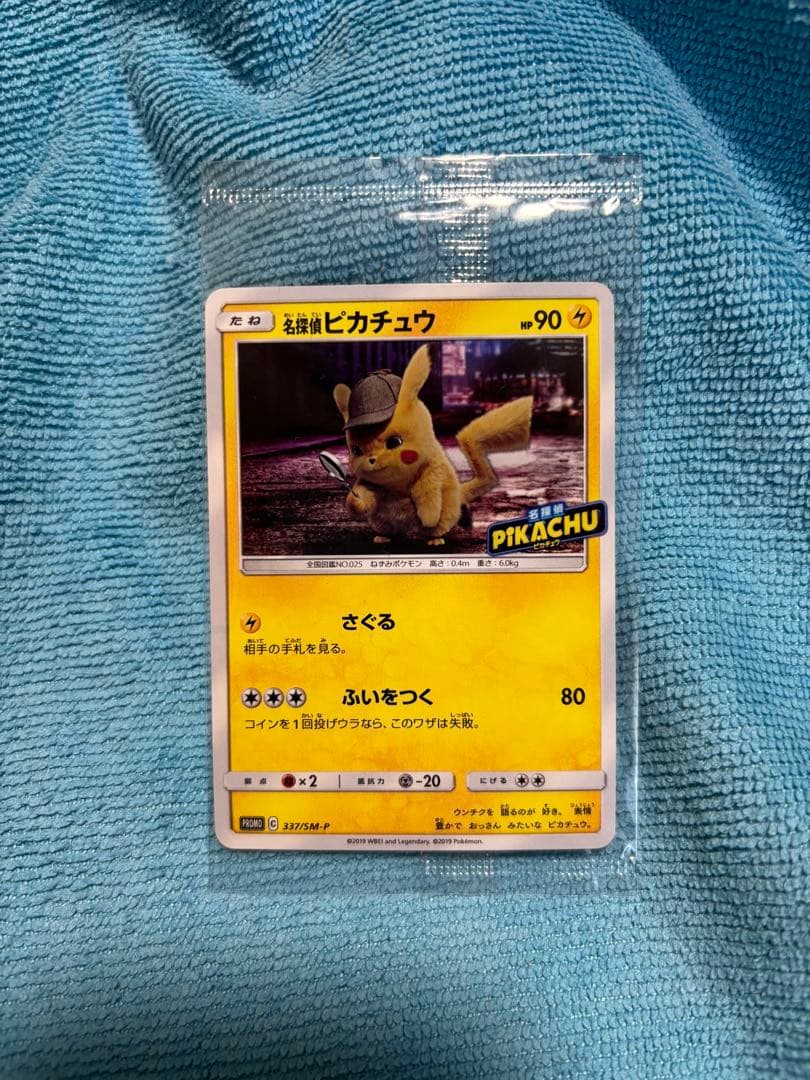 たね 名探偵ピカチュウ HP90
名探偵
PiKACHU
ピカチュウ
全国図鑑NO.025 ねずみポケモン 高さ：0.4m 重さ：6.0kg
さぐる
相手の手札を見る。
ふいをつく 80
コインを1回投げウラなら、このワザは失敗。
弱点 ×2 抵抗力 -20 にげる
ウンチクを 語るのが 好き。 表情
豊かで おっさん みたいな ピカチュウ。
PROMO C 337/SM-P
©2019 WBEI and Legendary. ©2019 Pokémon.